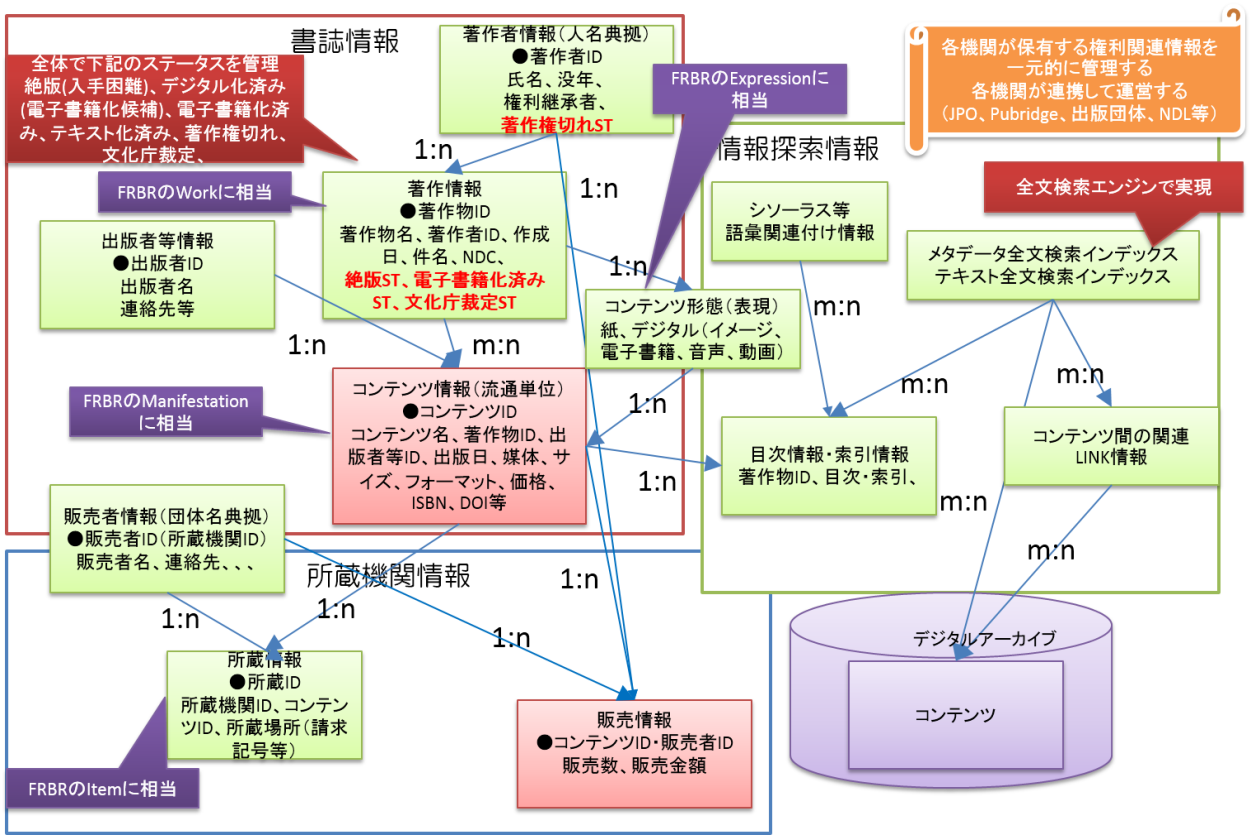 書誌情報
全体で下記のステータスを管理
絶版(入手困難)、デジタル化済み
(電子書籍化候補)、電子書籍化済
み、テキスト化済み、著作権切れ、
文化庁裁定、
著作者情報（人名典拠）
●著作者ID
氏名、没年、
権利継承者、
著作権切れST
FRBRのExpressionに
相当
各機関が保有する権利関連情報を
一元的に管理する
各機関が連携して運営する
（JPO、Pubridge、出版団体、NDL等）
1:n
1:n
FRBRのWorkに相当
著作情報
●著作物ID
著作物名、著作者ID、作成
日、件名、NDC、
絶版ST、電子書籍化済み
ST、文化庁裁定ST
出版者等情報
●出版者ID
出版者名
連絡先等
1:n
1:n
m:n
コンテンツ形態（表現）
紙、デジタル（イメージ、
電子書籍、音声、動画）
情報探索情報
全文検索エンジンで実現
シソーラス等
語彙関連付け情報
メタデータ全文検索インデックス
テキスト全文検索インデックス
m:n
m:n
m:n
FRBRのManifestation
に相当
コンテンツ情報（流通単位）
●コンテンツID
コンテンツ名、著作物ID、出
版者等ID、出版日、媒体、サ
イズ、フォーマット、価格、
ISBN、DOI等
1:n
1:n
目次情報・索引情報
著作物ID、目次・索引、
コンテンツ間の関連
LINK情報
m:n
m:n
販売者情報（団体名典拠）
●販売者ID（所蔵機関ID）
販売者名、連絡先、、、
所蔵機関情報
1:n
1:n
1:n
1:n
所蔵情報
●所蔵ID
所蔵機関ID、コンテン
ツID、所蔵場所（請求
記号等）
FRBRのItemに相当
販売情報
●コンテンツID・販売者ID
販売数、販売金額
デジタルアーカイブ
コンテンツ